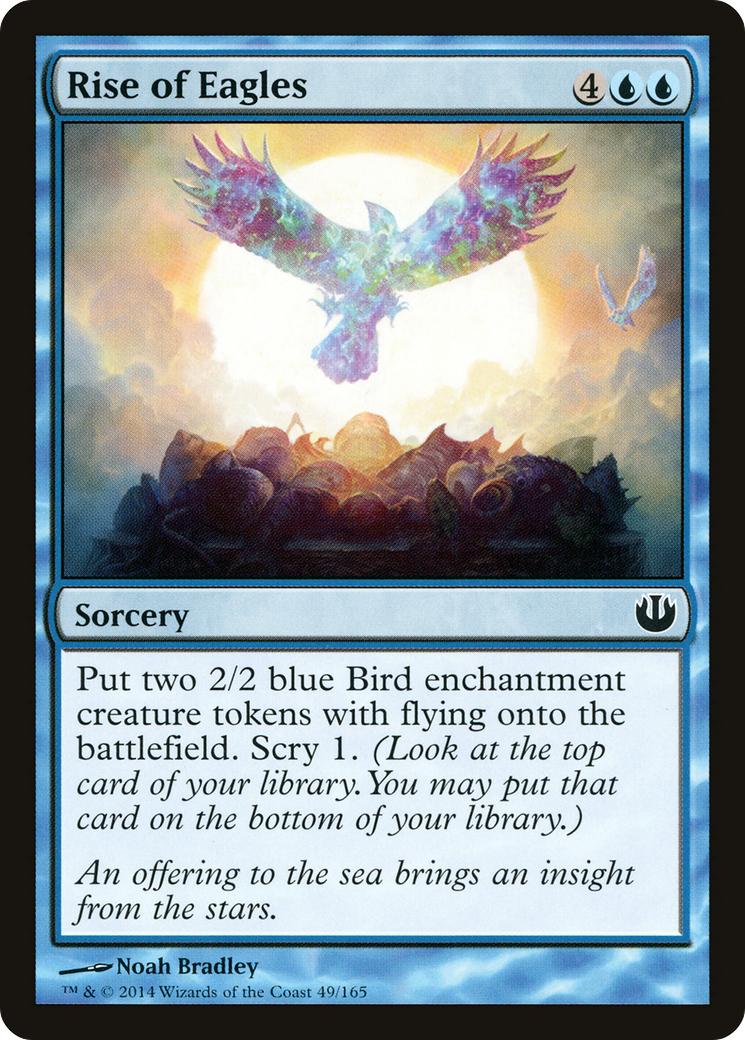 Rise of Eagles 4
Sorcery
Put two 2/2 blue Bird enchantment
creature tokens with flying onto the
battlefield. Scry 1. (Look at the top
card of your library. You may put that
card on the bottom of your library.)
An offering to the sea brings an insight
from the stars.
Noah Bradley
™ & © 2014 Wizards of the Coast 49/165